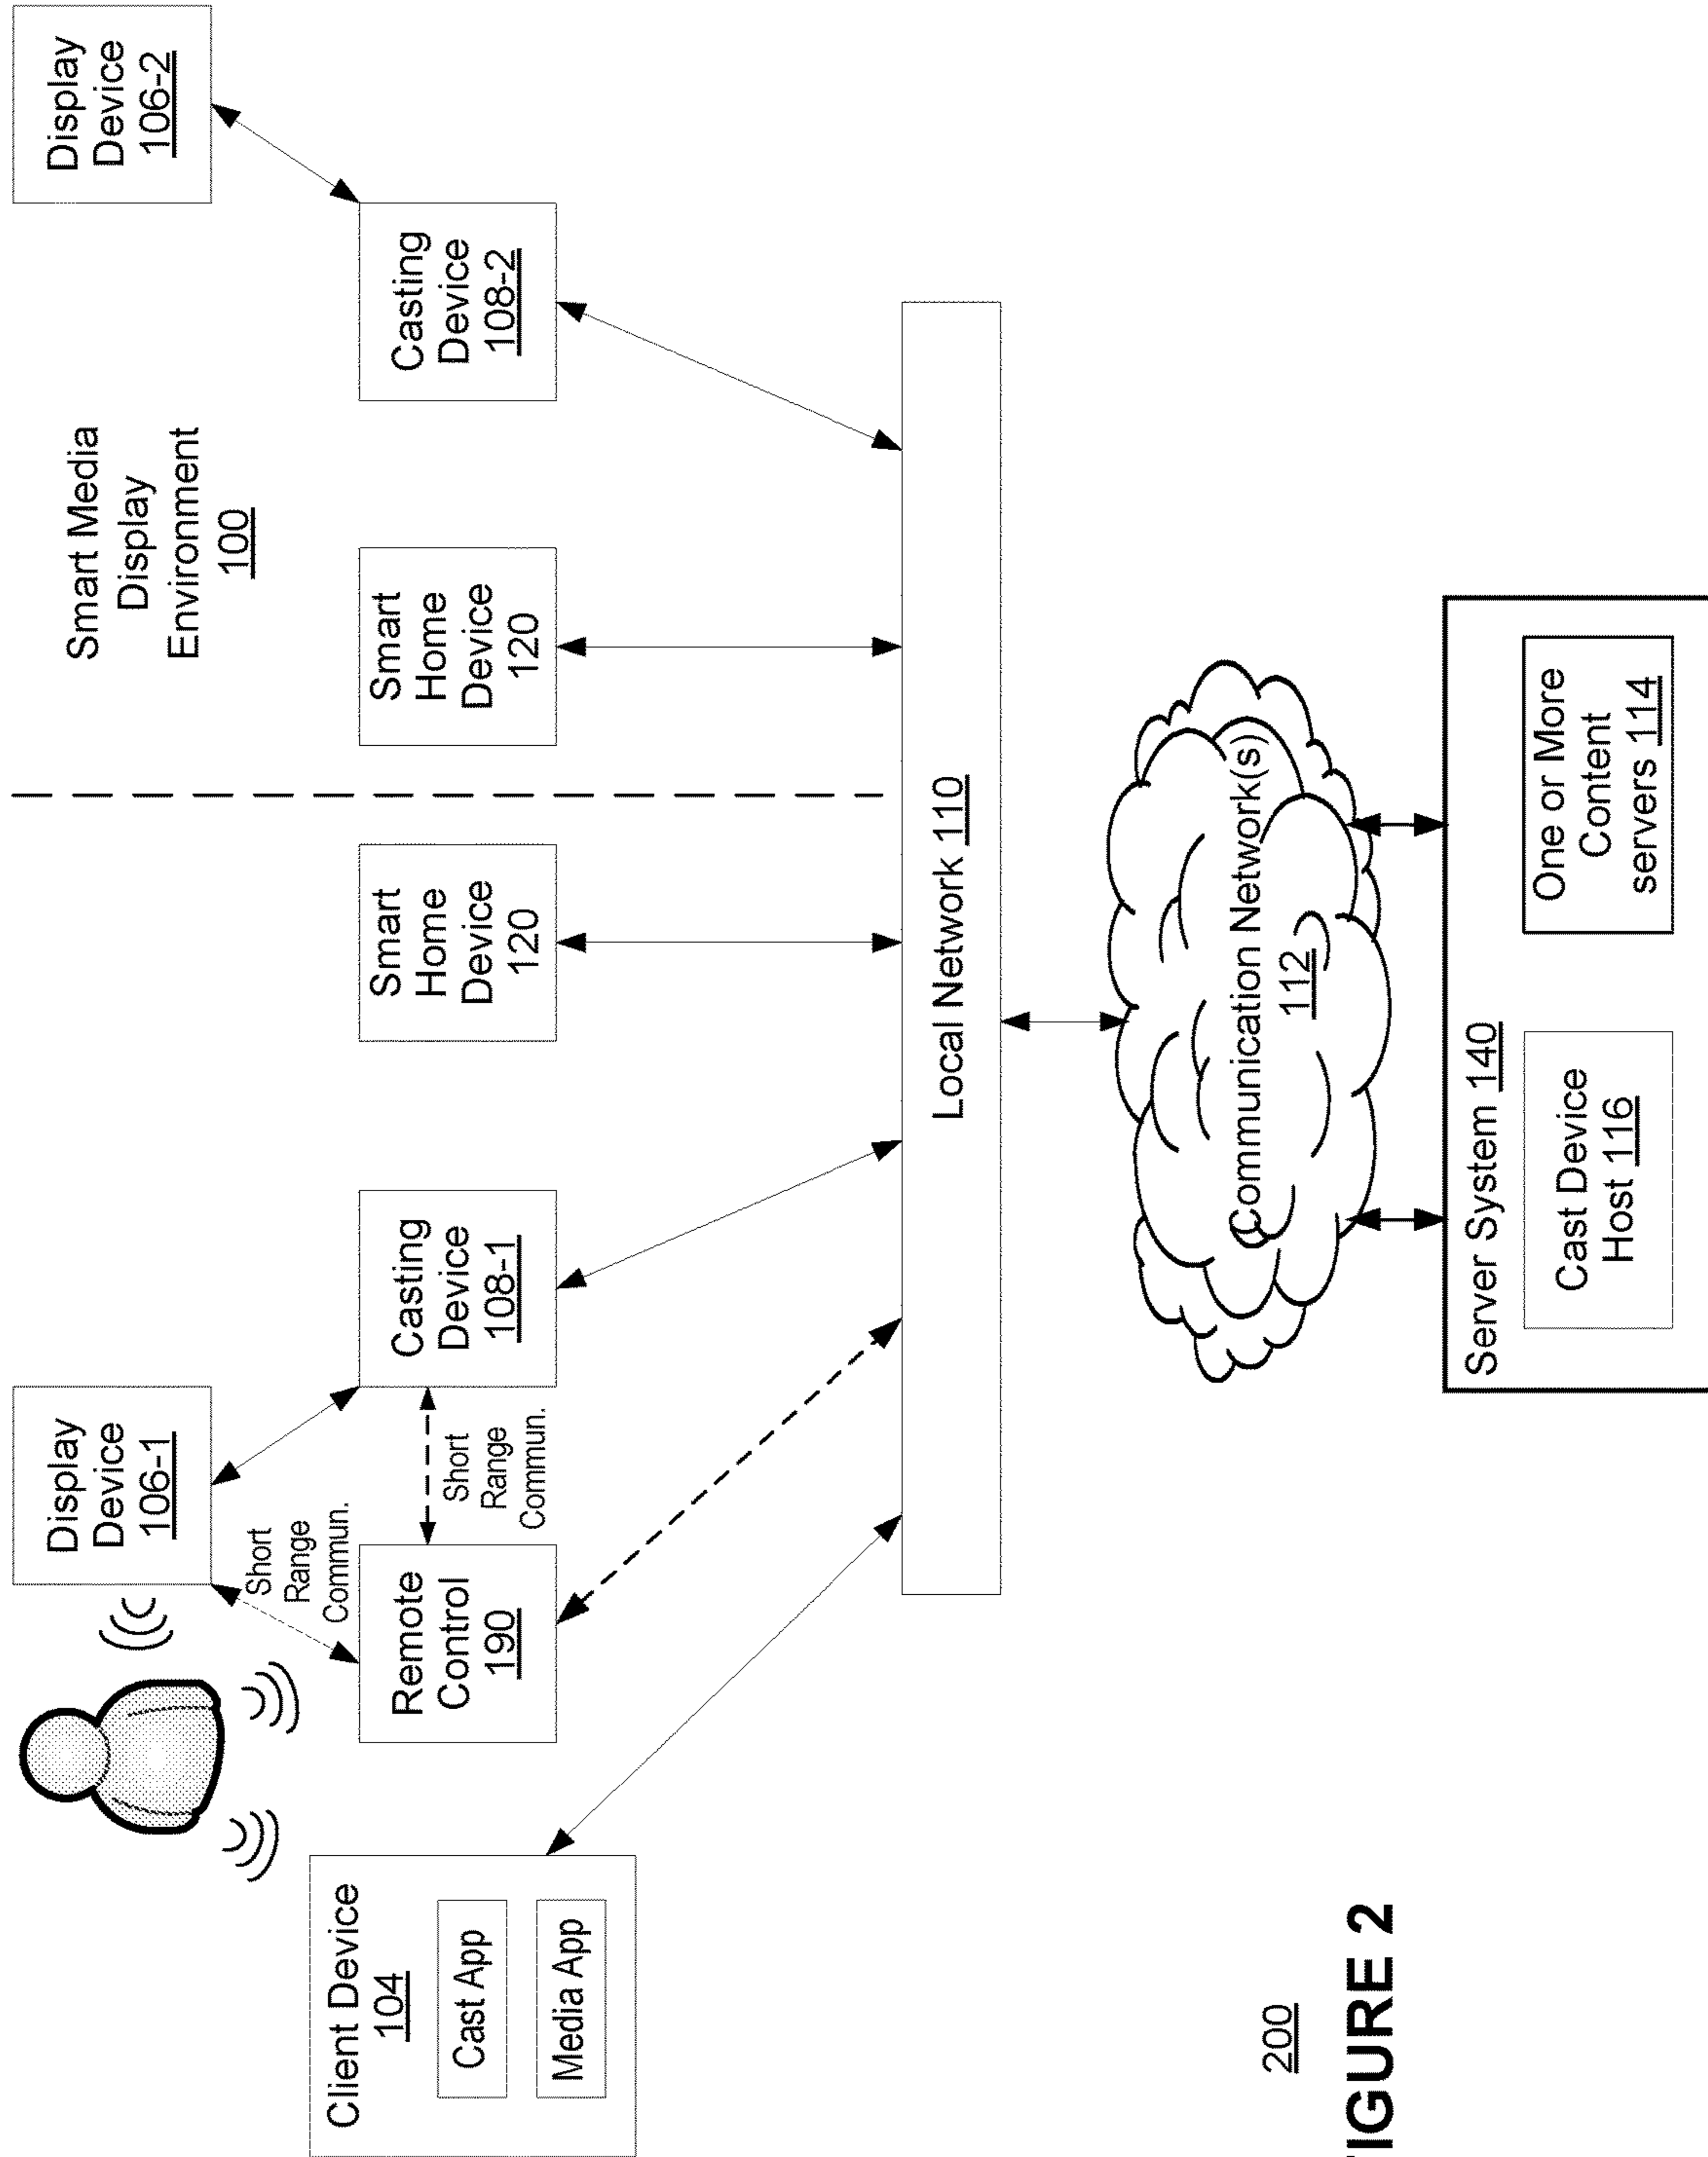 Display
Device
106-1
Smart Media
Display
Environment
100
Display
Device
106-2
Short
Range
Commun.
Client Device
104
Cast App
Media App
Remote
Control
190
Short
Range
Commun.
Casting
Device
108-1
Smart
Home
Device
120
Smart
Home
Device
120
Casting
Device
108-2
Local Network 110
Communication Network(s)
112
Server System 140
Cast Device
Host 116
One or More
Content
servers 114
200
IGURE 2